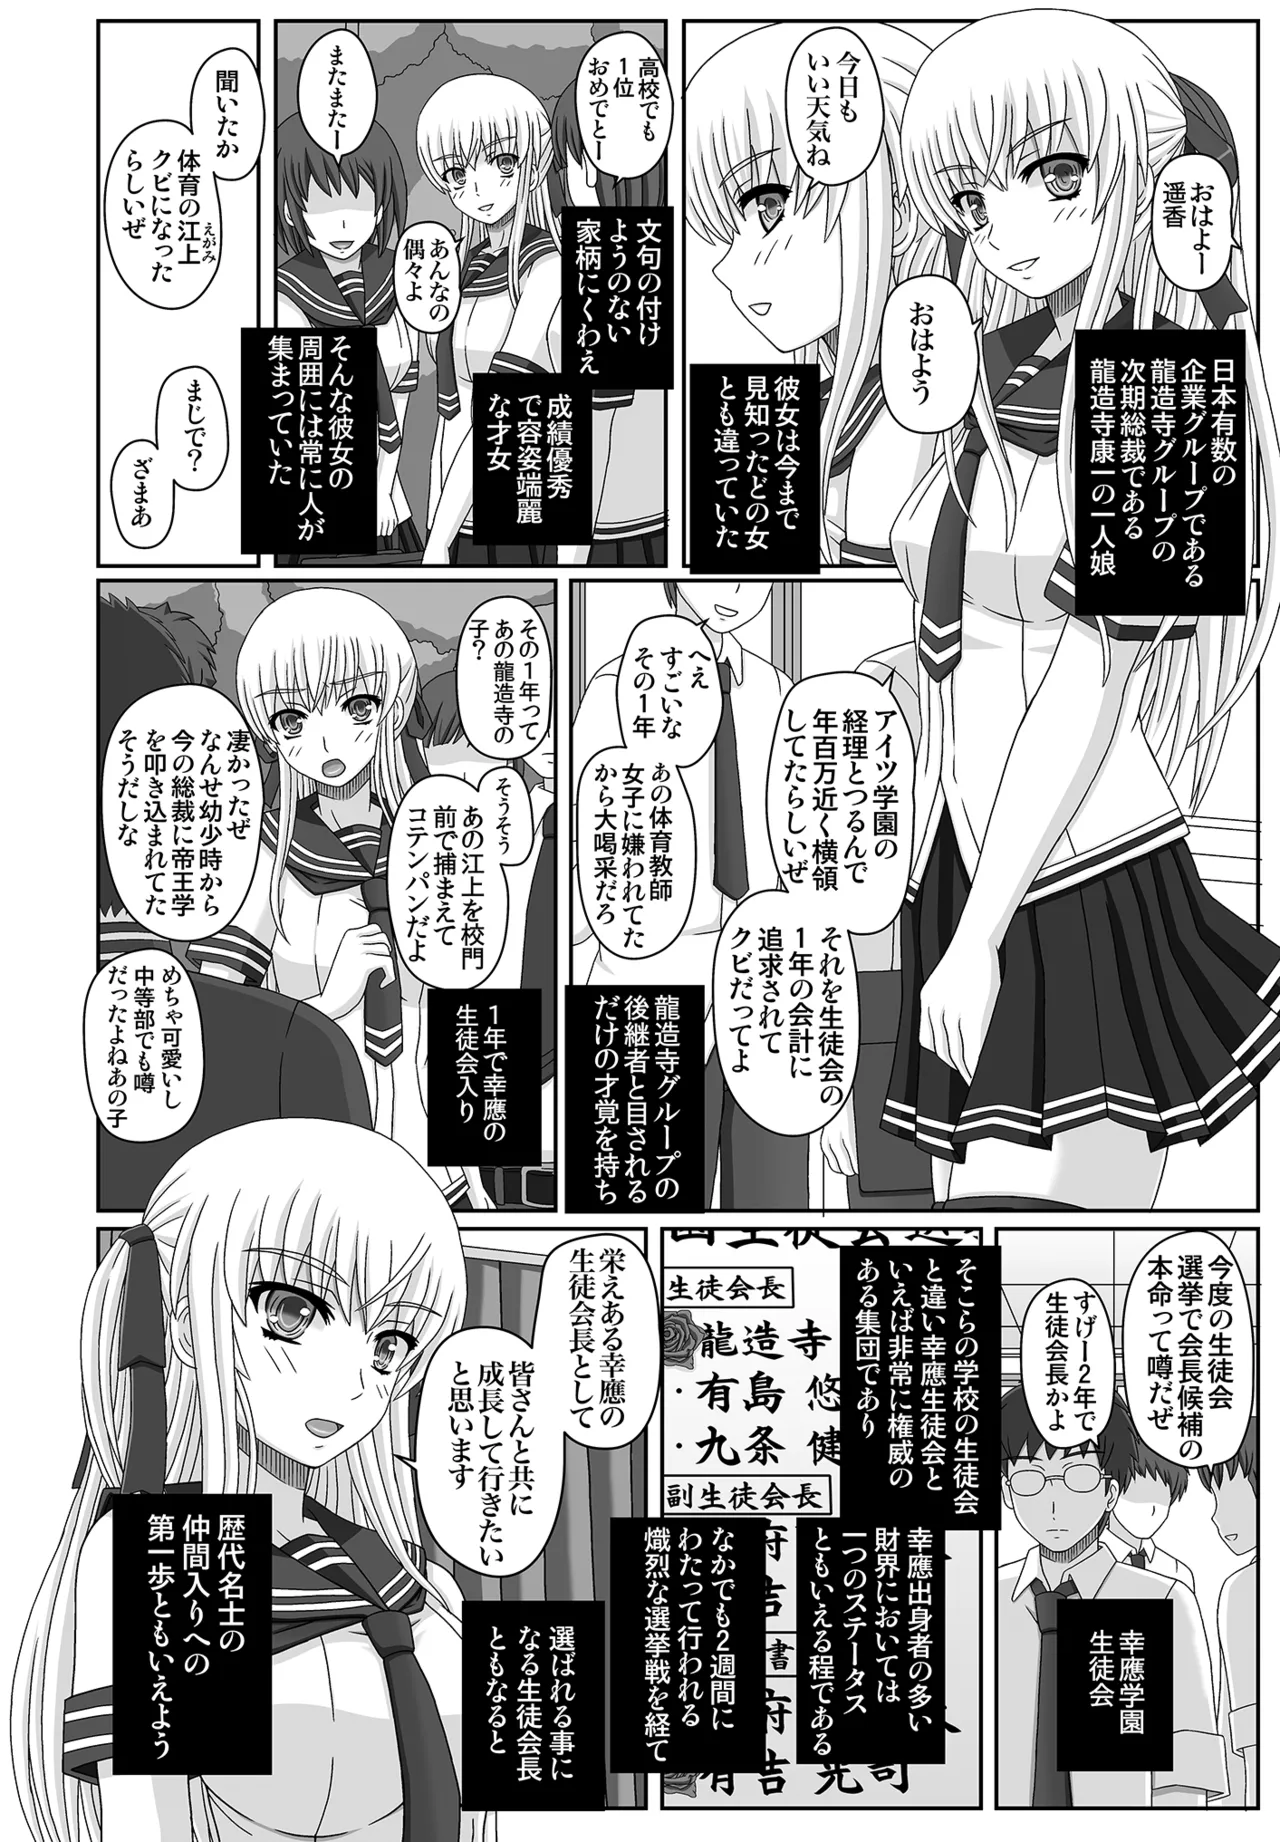 おはよー
遥香
今日も
いい天気ね
おはよう
日本有数の
企業グループである
龍造寺グループの
次期総裁である
龍造寺康一の一人娘
彼女は今まで
見知ったどの女
とも違っていた
高校でも
1位
おめでとー
またまたー
あんなの
偶々よ
文句の付け
ようのない
家柄にくわえ
成績優秀
で容姿端麗
な才女
そんな彼女の
周囲には常に人が
集まっていた
聞いたか
体育の江上
えがみ
クビになった
らしいぜ
まじで?
ざまあ
アイツ学園の
経理とつるんで
年百万近く横領
してたらしいぜ
それを生徒会の
1年の会計に
追求されて
クビだってよ
へえ
すごいな
その1年
あの体育教師
女子に嫌われてた
から大喝采だろ
龍造寺グループの
後継者と目される
だけの才覚を持ち
その1年って
あの龍造寺の
子?
そうそう
あの江上を校門
前で捕まえて
コテンパンだよ
凄かったぜ
なんせ幼少時から
今の総裁に帝王学
を叩き込まれてた
そうだしな
めちゃ可愛いし
中等部でも噂
だったよねあの子
1年で幸應の
生徒会入り
今度の生徒会
選挙で会長候補の
本命って噂だぜ
すげー2年で
生徒会長かよ
幸應学園
生徒会
そこらの学校の生徒会
と違い幸應生徒会と
いえば非常に権威の
ある集団であり
幸應出身者の多い
財界においては
一つのステータス
ともいえる程である
生徒会長
龍造寺
・有島 悠
・九条 健
副生徒会長
府
吉
書
府
有吉 光司
なかでも2週間に
わたって行われる
熾烈な選挙戦を経て
栄えある幸應の
生徒会長として
皆さんと共に
成長して行きたい
と思います
選ばれる事に
なる生徒会長
ともなると
歴代名士の
仲間入りへの
第一歩ともいえよう